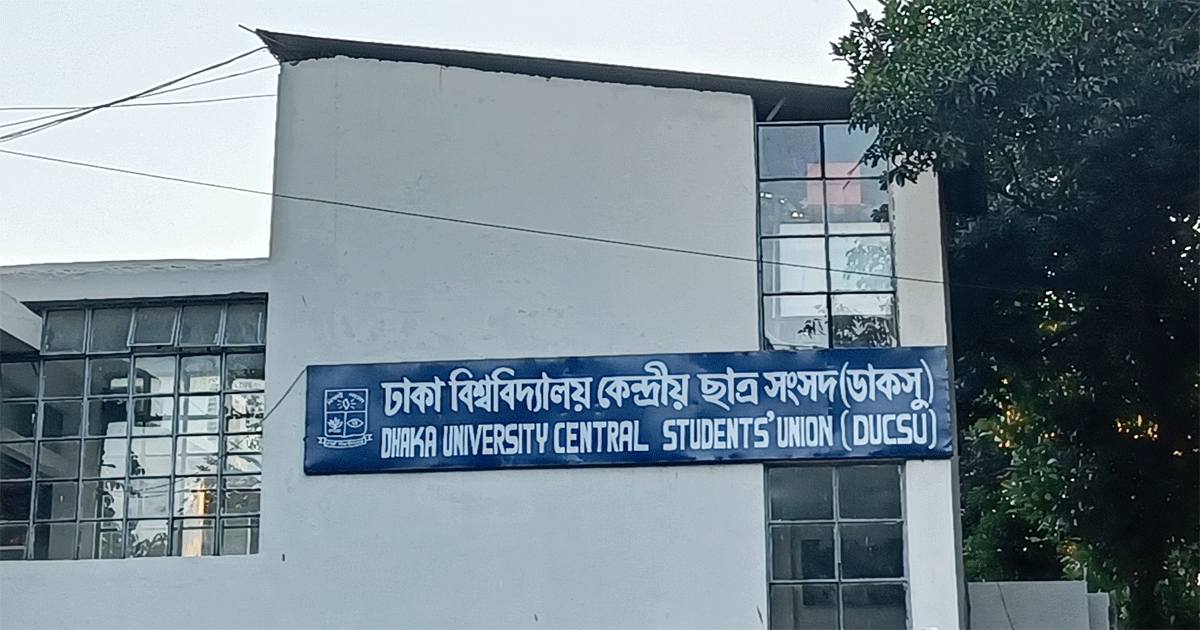 ঢাকা বিশ্ববিদ্যালয় কেন্দ্রীয় ছাত্র সংসদ (ডাকসু)
DHAKA UNIVERSITY CENTRAL STUDENTS' UNION (DUCSU)